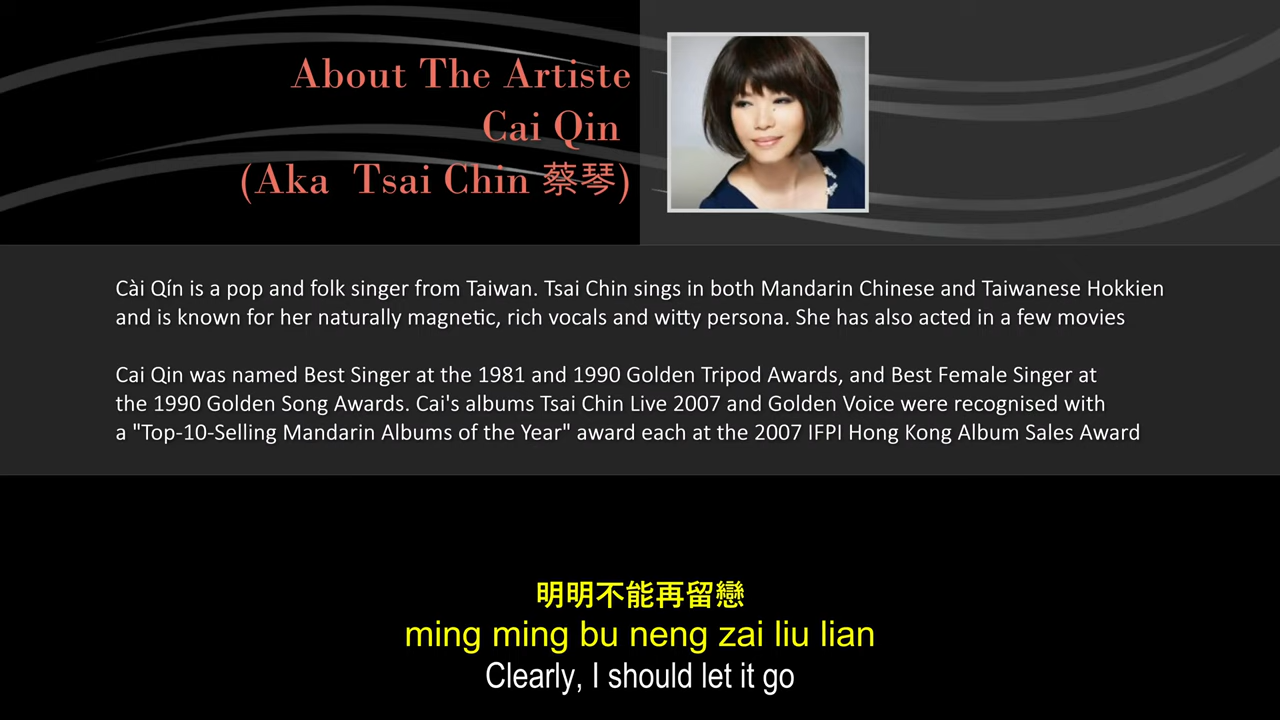 About The Artiste
Cai Qin
(Aka Tsai Chin 蔡琴)
Cài Qín is a pop and folk singer from Taiwan. Tsai Chin sings in both Mandarin Chinese and Taiwanese Hokkien
and is known for her naturally magnetic, rich vocals and witty persona. She has also acted in a few movies
Cai Qin was named Best Singer at the 1981 and 1990 Golden Tripod Awards, and Best Female Singer at
the 1990 Golden Song Awards. Cai's albums Tsai Chin Live 2007 and Golden Voice were recognised with
a "Top-10-Selling Mandarin Albums of the Year" award each at the 2007 IFPI Hong Kong Album Sales Award
明明不能再留戀
ming ming bu neng zai liu lian
Clearly, I should let it go